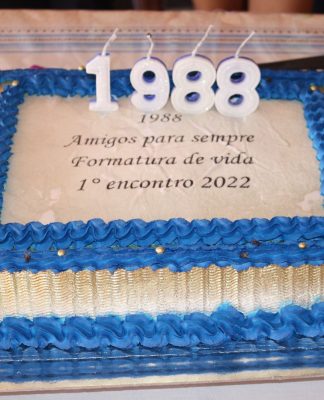 1988
1988
Amigos para sempre
Formatura de vida
1º encontro 2022